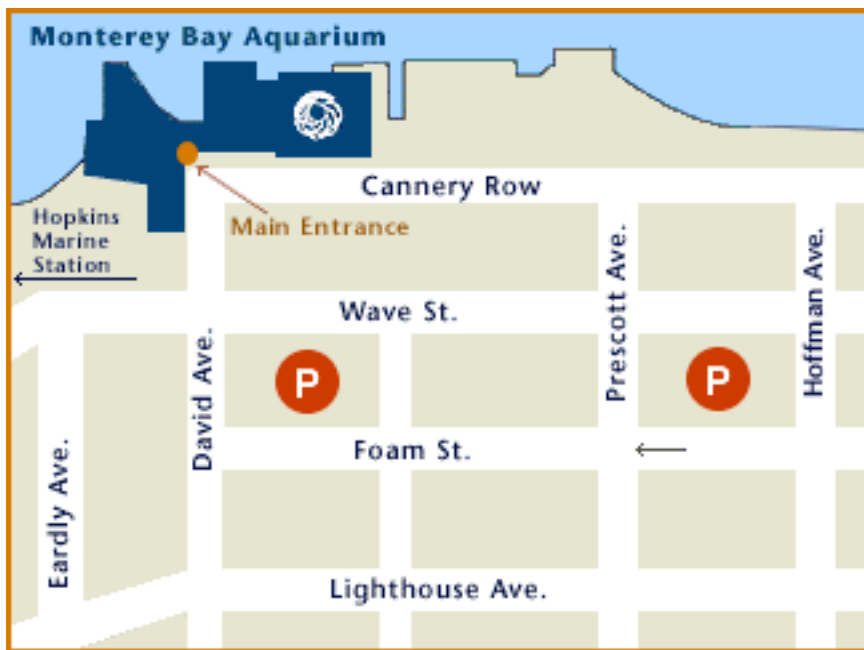 Monterey Bay Aquarium
Cannery Row
Main Entrance
Hopkins
Marine
Station
Wave St.
Prescott Ave.
Hoffman Ave.
David Ave.
P
P
Foam St.
Eardly Ave.
Lighthouse Ave.